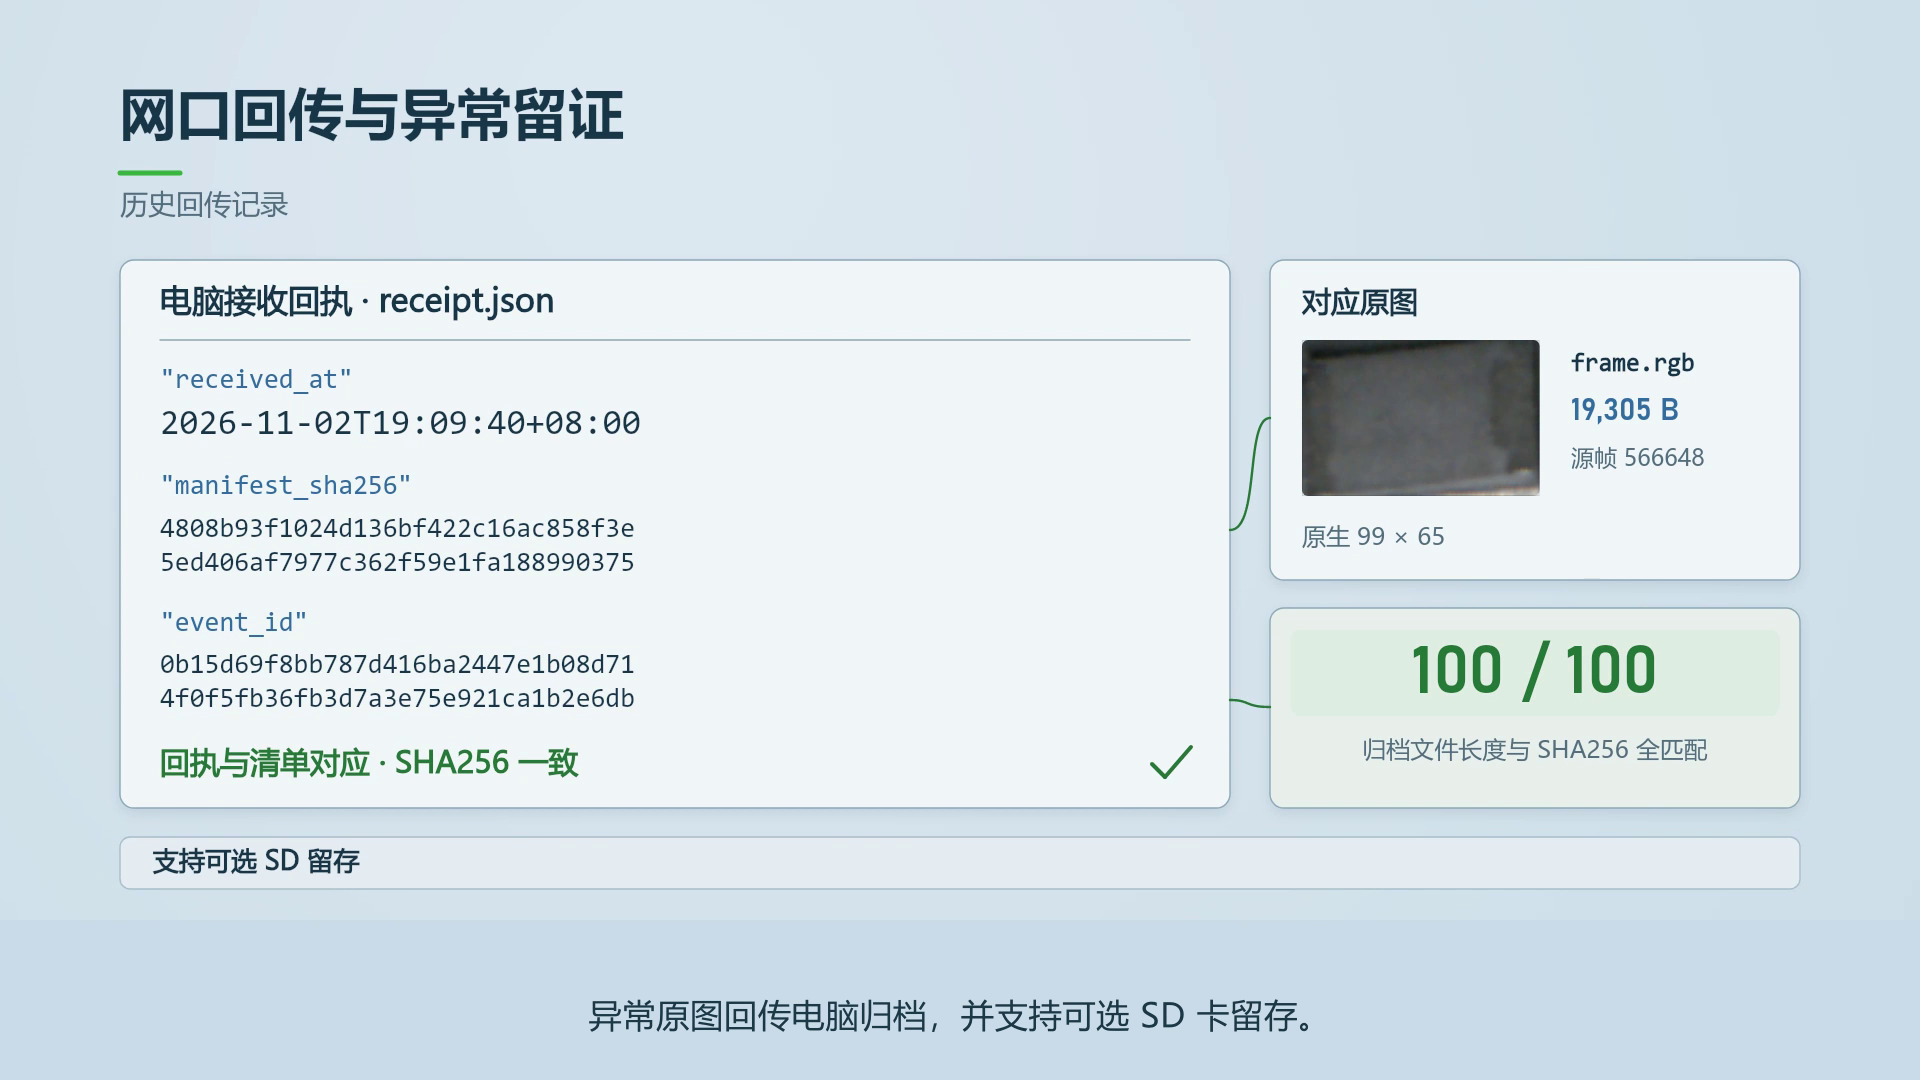 网口回传与异常留证
历史回传记录
电脑接收回执 · receipt.json
"received_at"
2026-11-02T19:09:40+08:00
"manifest_sha256"
4808b93f1024d136bf422c16ac858f3e
5ed406af7977c362f59e1fa188990375
"event_id"
0b15d69f8bb787d416ba2447e1b08d71
4f0f5fb36fb3d7a3e75e921ca1b2e6db
回执与清单对应 · SHA256 一致
对应原图
frame.rgb
19,305 B
源帧 566648
原生 99 × 65
100 / 100
归档文件长度与 SHA256 全匹配
支持可选 SD 留存
异常原图回传电脑归档，并支持可选 SD 卡留存。